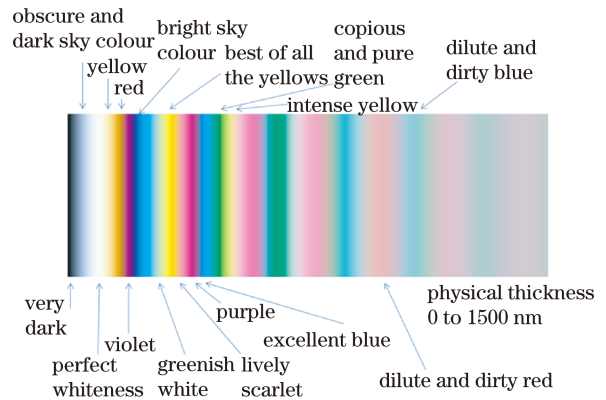 obscure and
dark sky colour
yellow
red
bright sky
colour
best of all
the yellows
copious
and pure
green
intense yellow
dilute and
dirty blue
very
dark
perfect
whiteness
violet
greenish
white
lively
scarlet
purple
excellent blue
dilute and dirty red
physical thickness
0 to 1500 nm